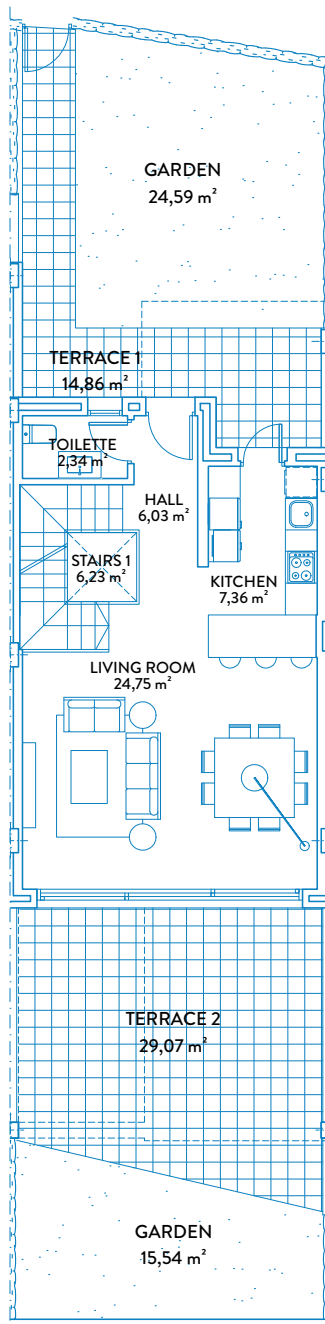 GARDEN
24,59 m²
TERRACE 1
14,86 m²
TOILETTE
2,34 m²
HALL
6,03 m²
STAIRS 1
6,23 m²
KITCHEN
7,36 m²
LIVING ROOM
24,75 m²
TERRACE 2
29,07 m²
GARDEN
15,54 m²